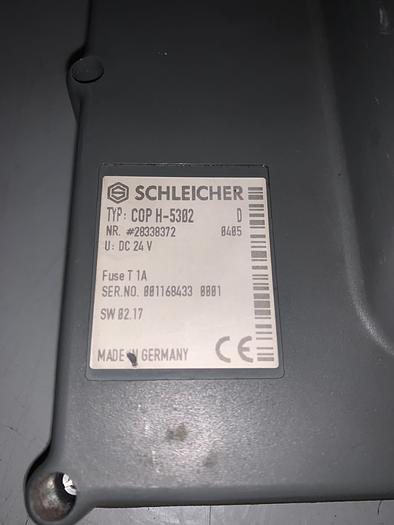 SCHLEICHER
TYP: COP H-5302 D
NR. #28338372 0405
U: DC 24 V
Fuse T 1A
SER.NO. 001168433 0001
SW 02.17
MADE IN GERMANY CE